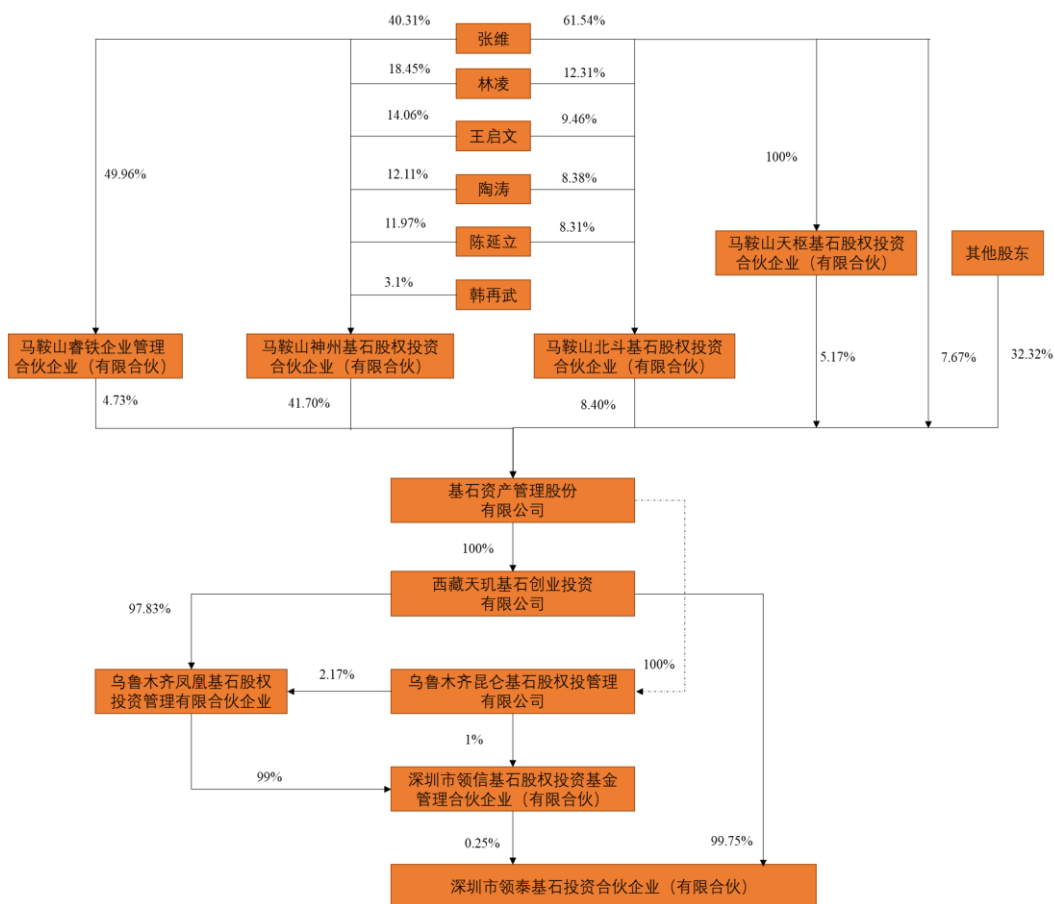 40.31%
张维
61.54%
18.45%
林凌
12.31%
14.06%
王启文
9.46%
49.96%
100%
12.11%
陶涛
8.38%
11.97%
陈延立
8.31%
马鞍山天枢基石股权投资
合伙企业（有限合伙）
其他股东
3.1%
韩再武
马鞍山睿铁企业管理
合伙企业（有限合伙）
马鞍山神州基石股权投资
合伙企业（有限合伙）
马鞍山北斗基石股权投资
合伙企业（有限合伙）
5.17%
7.67%
32.32%
4.73%
41.70%
8.40%
基石资产管理股份
有限公司
100%
西藏天玑基石创业投资
有限公司
97.83%
乌鲁木齐凤凰基石股权
投资管理有限合伙企业
2.17%
乌鲁木齐昆仑基石股权投管理
有限公司
100%
1%
99%
深圳市领信基石股权投资基金
管理合伙企业（有限合伙）
0.25%
99.75%
深圳市领泰基石投资合伙企业（有限合伙）